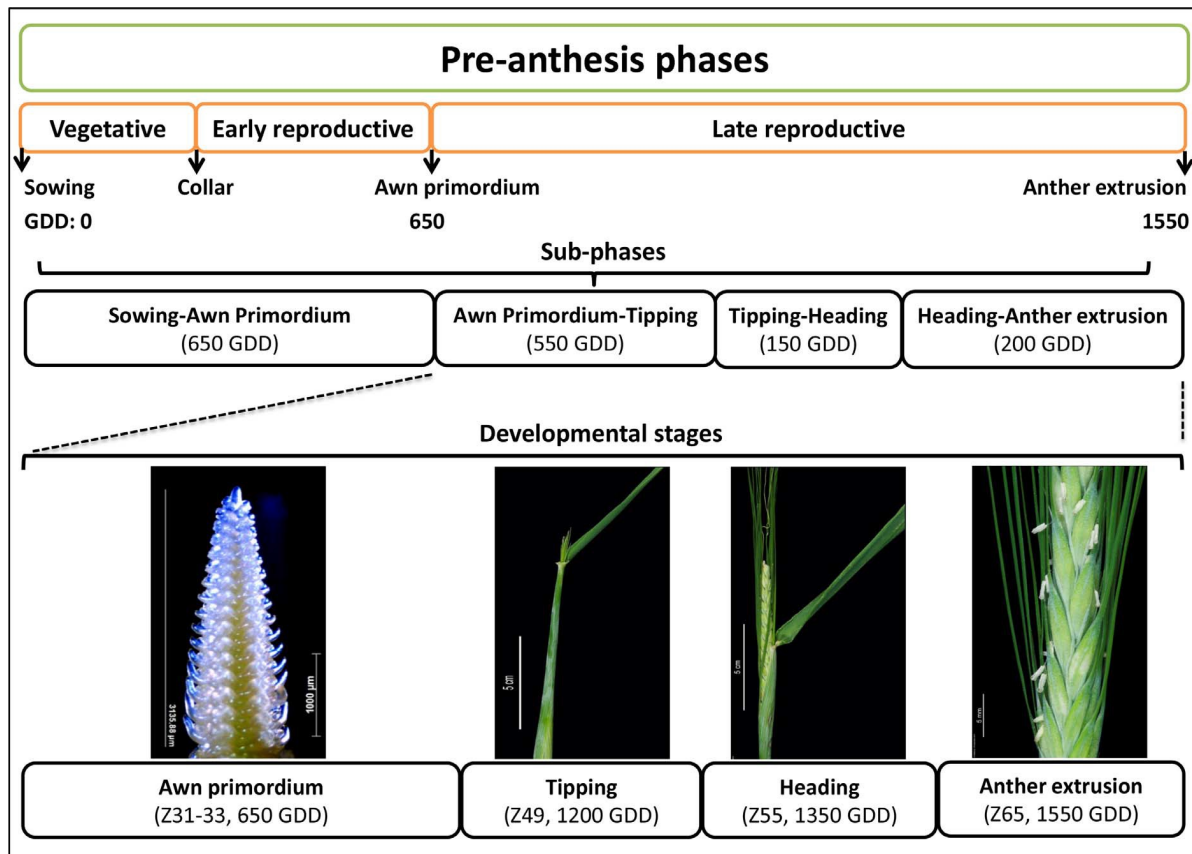 Pre-anthesis phases
Vegetative
Early reproductive
Late reproductive
Sowing
Collar
Awn primordium
Anther extrusion
GDD: 0
650
1550
Sub-phases
Sowing-Awn Primordium
(650 GDD)
Awn Primordium-Tipping
(550 GDD)
Tipping-Heading
(150 GDD)
Heading-Anther extrusion
(200 GDD)
Developmental stages
3135.88 µm
1000 µm
5 cm
5 cm
5 mm
Awn primordium
(Z31-33, 650 GDD)
Tipping
(Z49, 1200 GDD)
Heading
(Z55, 1350 GDD)
Anther extrusion
(Z65, 1550 GDD)